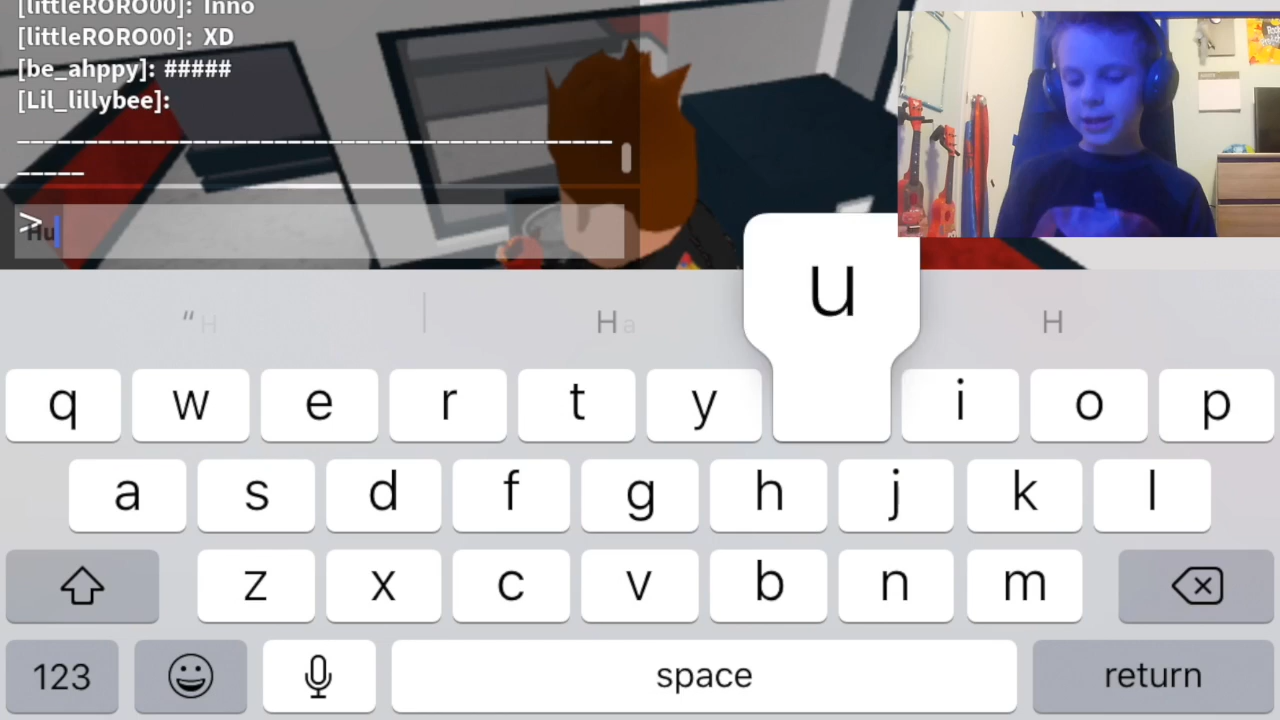 [littleRORO00]: Inno
[littleRORO00]: XD
[be_ahppy]: #####
[Lil_lillybee]:
--------------------------------------------
-----
> Hu
"H Ha H
u
q w e r t y i o p
a s d f g h j k l
z x c v b n m
123 space return